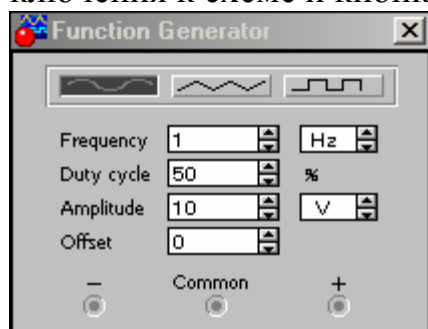 Function Generator
Frequency 1 Hz
Duty cycle 50 %
Amplitude 10 V
Offset 0
− Common +